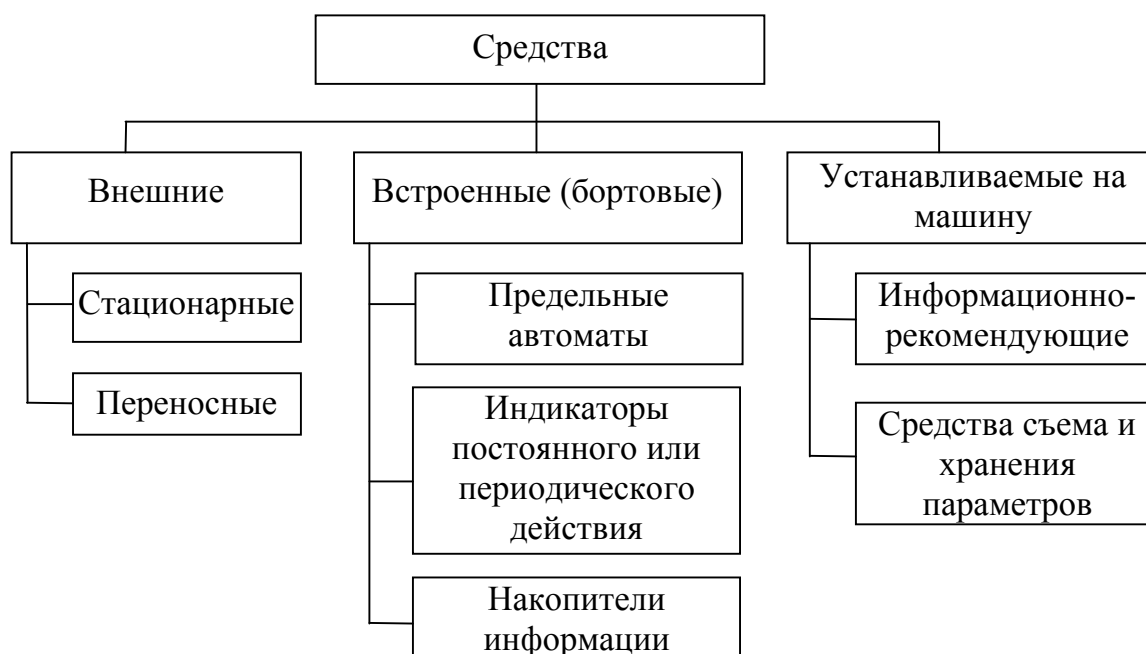 Средства
Внешние
Стационарные
Переносные
Встроенные (бортовые)
Предельные
автоматы
Индикаторы
постоянного или
периодического
действия
Накопители
информации
Устанавливаемые на
машину
Информационно-
рекомендующие
Средства съема и
хранения
параметров